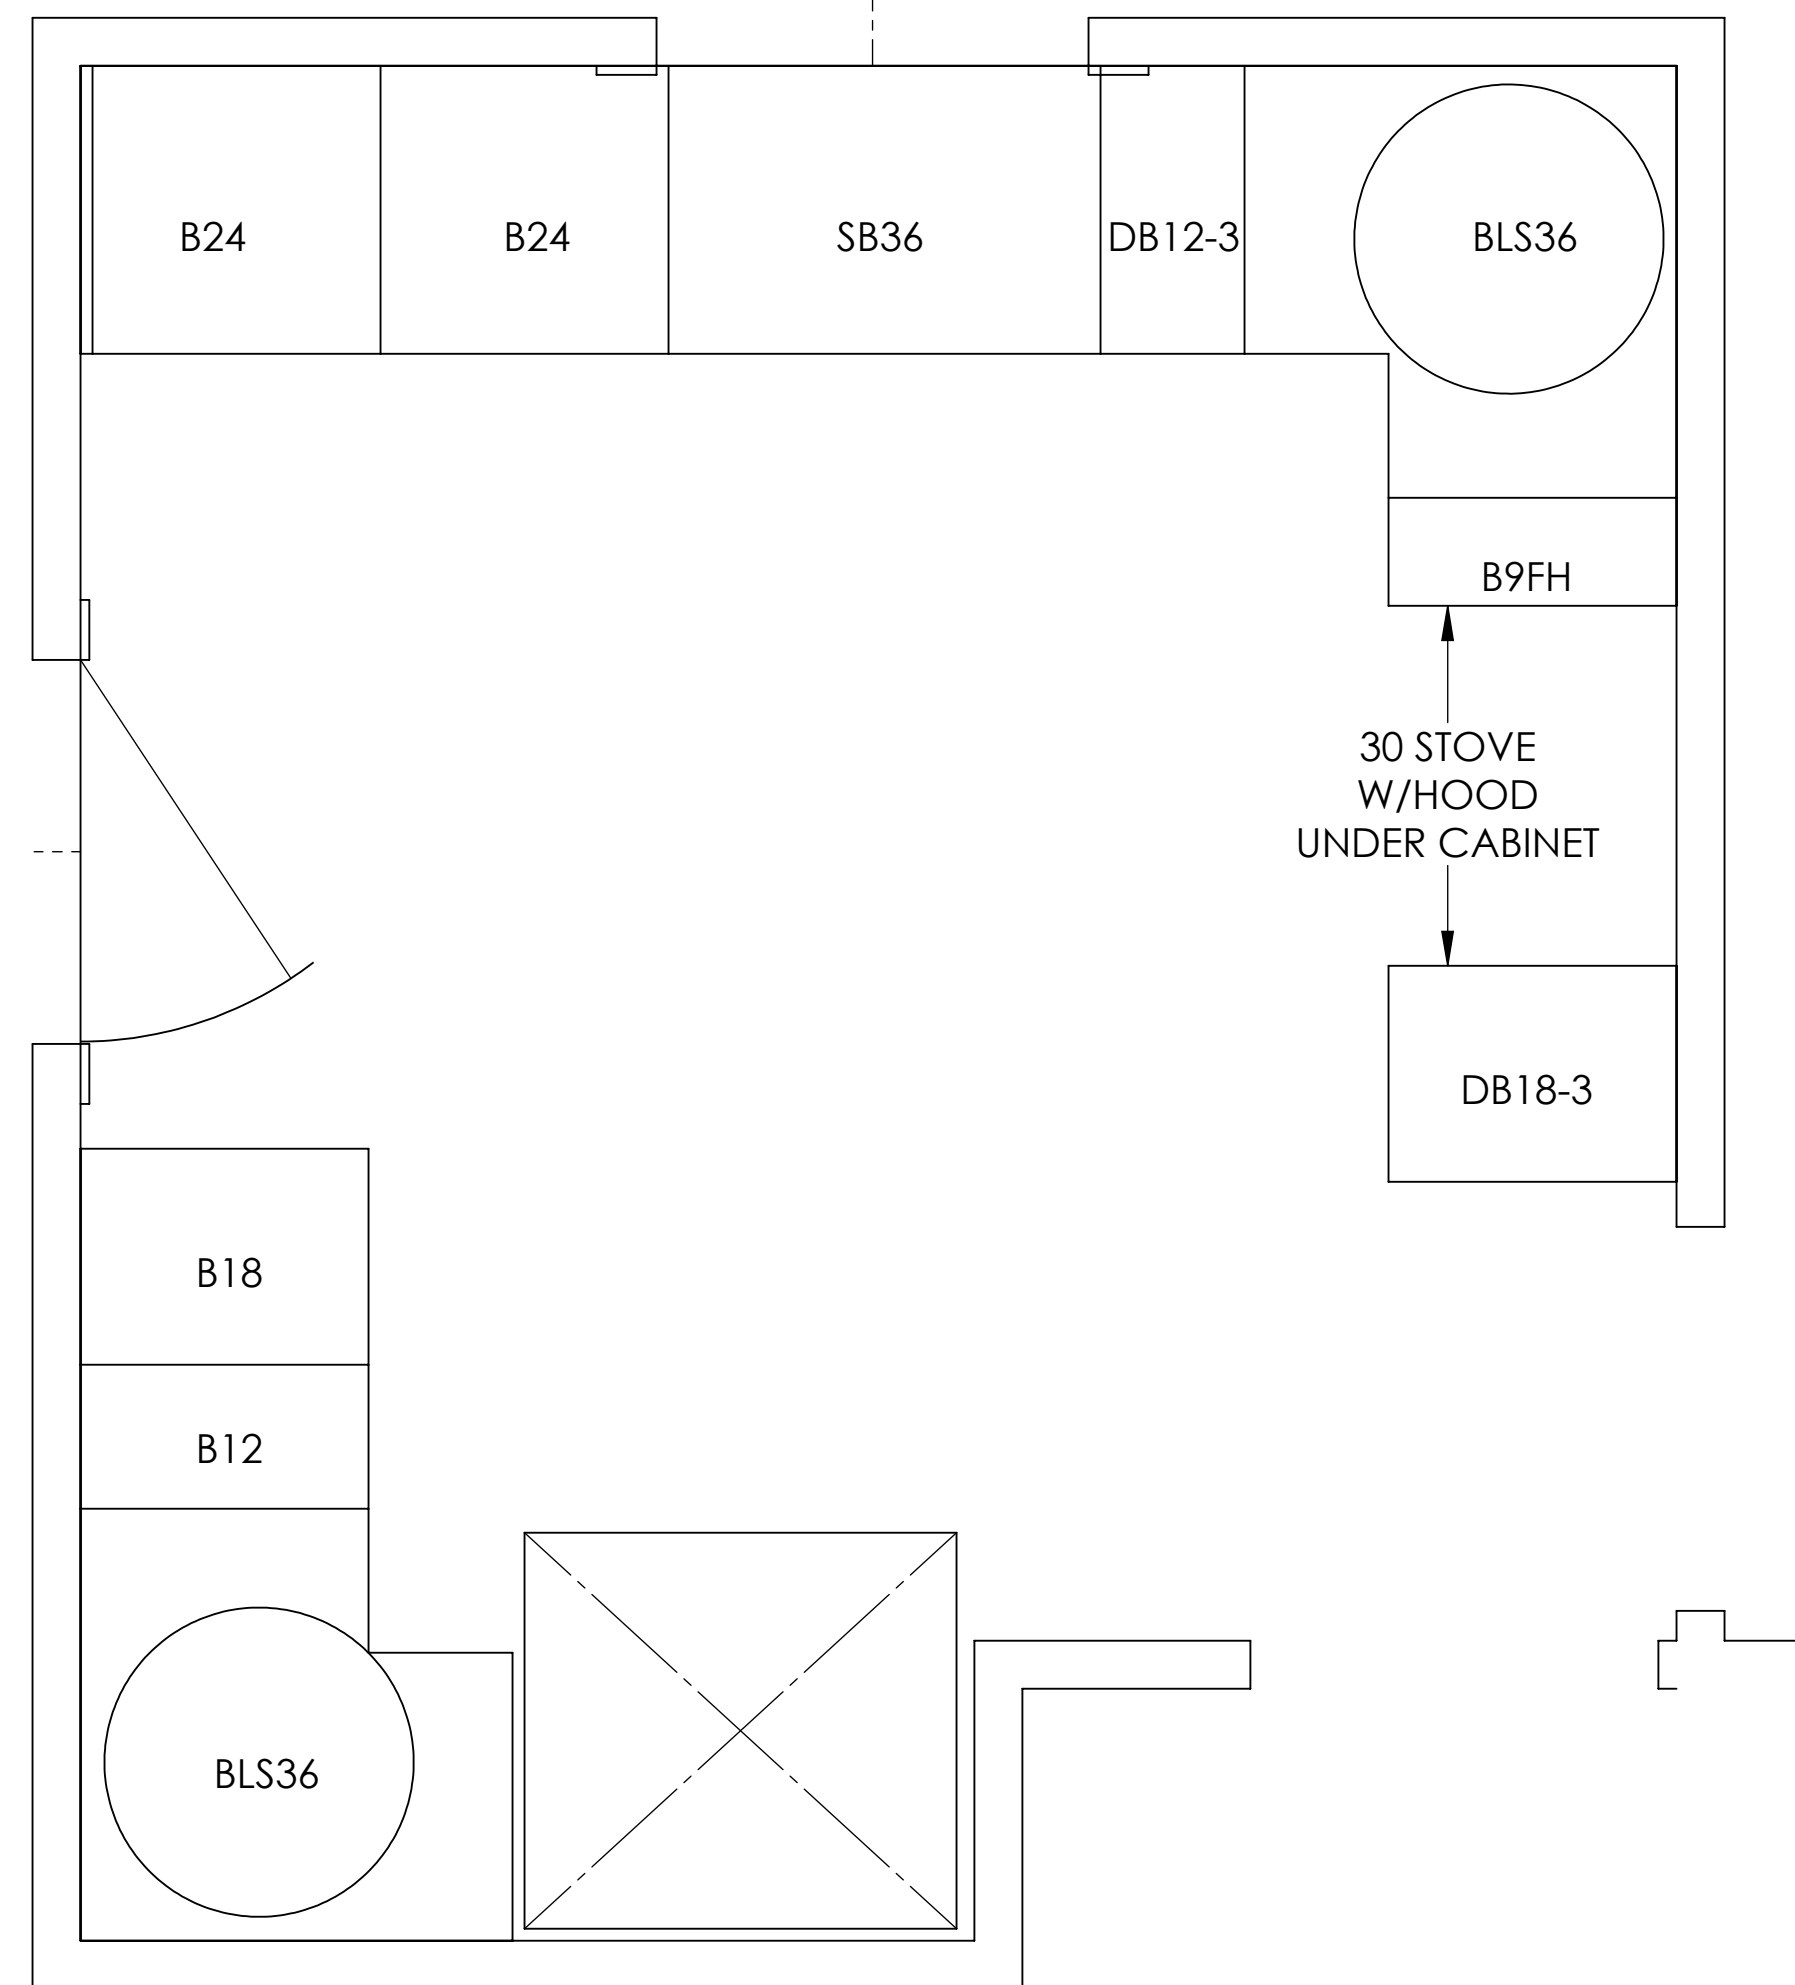 B24
B24
SB36
DB12-3
BLS36
B9FH
30 STOVE
W/HOOD
UNDER CABINET
DB18-3
B18
B12
BLS36